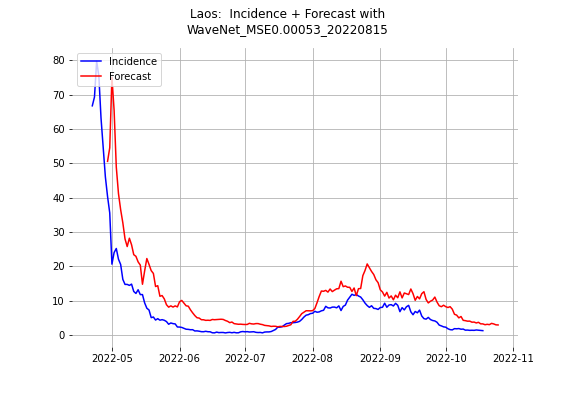 Laos:  Incidence + Forecast with
WaveNet_MSE0.00053_20220815
Incidence
Forecast
80
70
60
50
40
30
20
10
0
2022-05 2022-06 2022-07 2022-08 2022-09 2022-10 2022-11